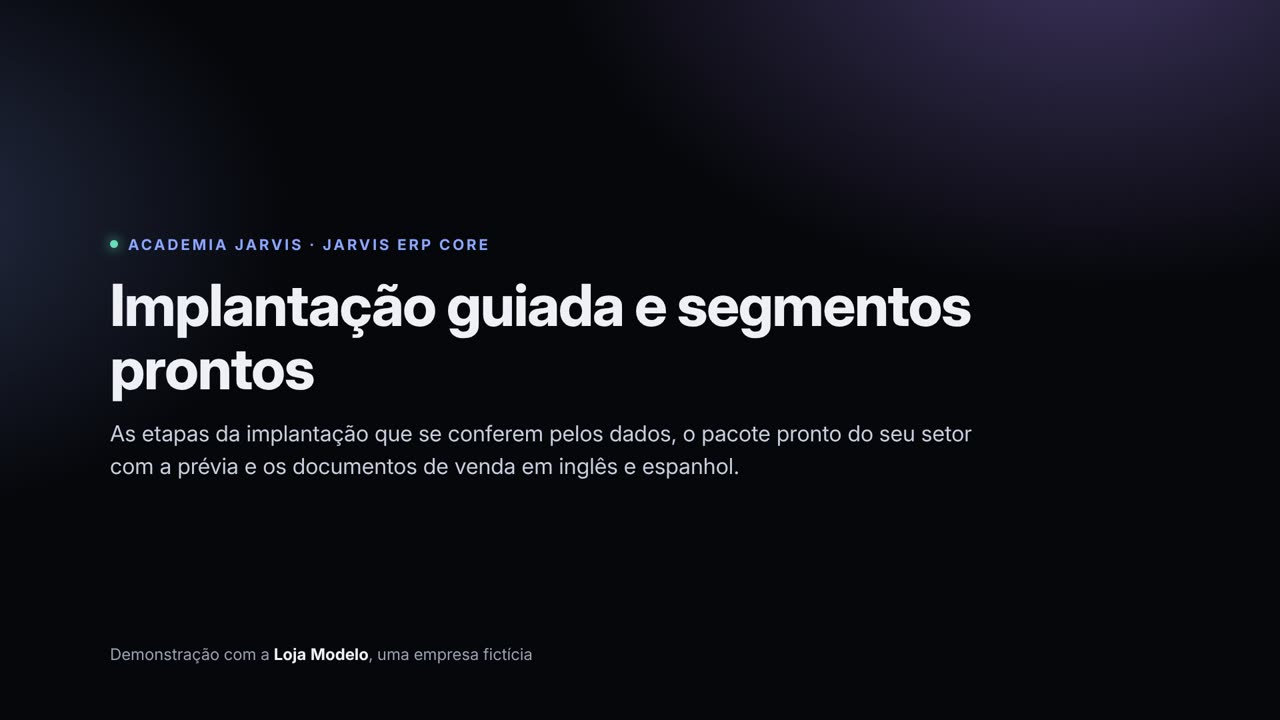 ACADEMIA JARVIS · JARVIS ERP CORE
Implantação guiada e segmentos
prontos
As etapas da implantação que se conferem pelos dados, o pacote pronto do seu setor
com a prévia e os documentos de venda em inglês e espanhol.
Demonstração com a Loja Modelo, uma empresa fictícia